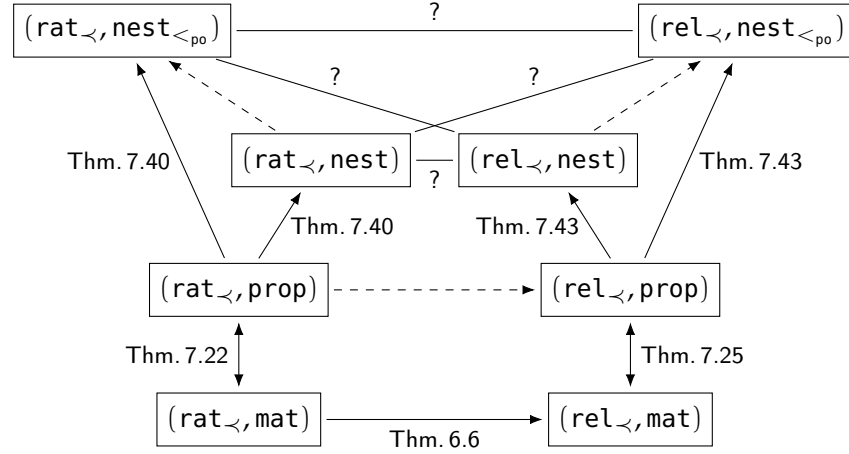 ?
(rat≺, nest<po) (rel≺, nest<po)
? ?
Thm. 7.40 (rat≺, nest) (rel≺, nest) Thm. 7.43
?
Thm. 7.40 Thm. 7.43
(rat≺, prop) (rel≺, prop)
Thm. 7.22 Thm. 7.25
(rat≺, mat) (rel≺, mat)
Thm. 6.6